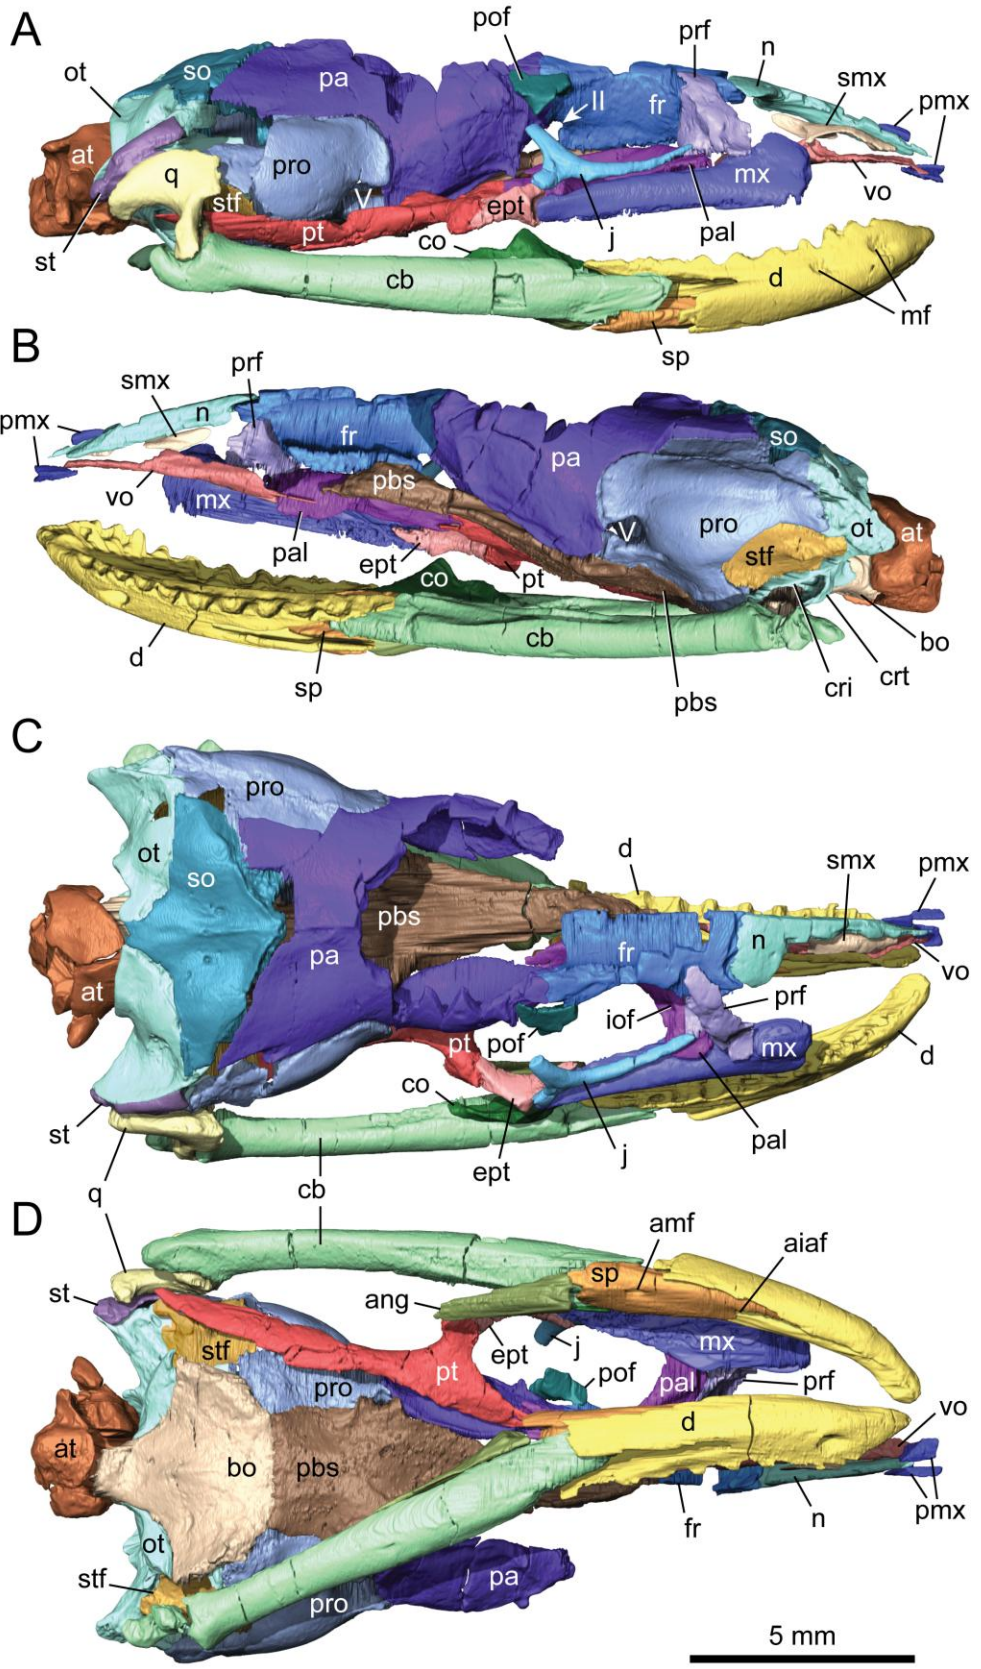 A
pof
prf
n
so
ot
pa
II
fr
smx
pmx
at
q
pro
mx
V
stf
ept
vo
pt
co
j
pal
st
cb
d
mf
sp
B
prf
smx
n
pmx
fr
so
pa
pbs
vo
mx
V
pro
ot
at
stf
pal
ept
co
pt
d
cb
bo
sp
crt
cri
pbs
C
pro
ot
d
smx
pmx
so
pbs
n
pa
fr
vo
at
prf
iof
pt
pof
mx
co
d
st
pal
ept
j
q
cb
D
amf
aiaf
sp
st
ang
stf
ept
j
mx
pt
pof
pro
pal
prf
vo
d
at
bo
pbs
pmx
fr
n
ot
stf
pa
pro
5 mm